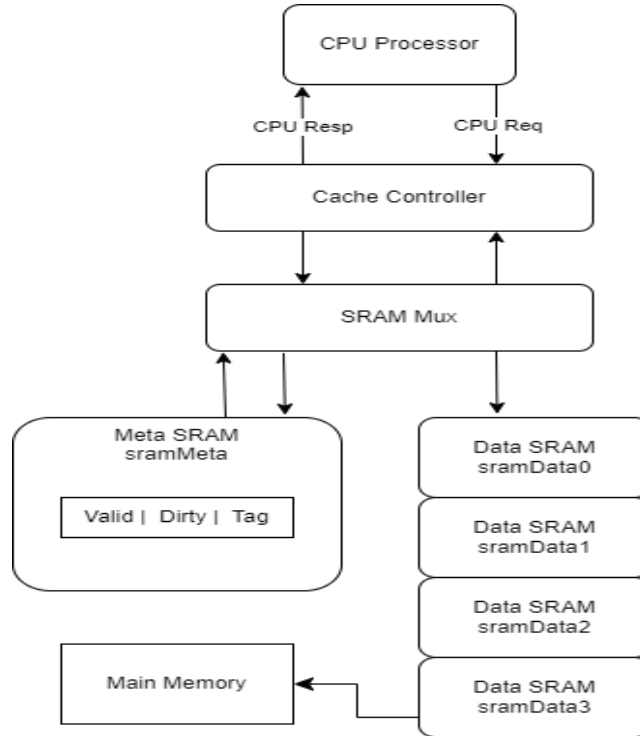 CPU Processor
CPU Resp
CPU Req
Cache Controller
SRAM Mux
Meta SRAM
sramMeta
Valid | Dirty | Tag
Data SRAM
sramData0
Data SRAM
sramData1
Data SRAM
sramData2
Data SRAM
sramData3
Main Memory